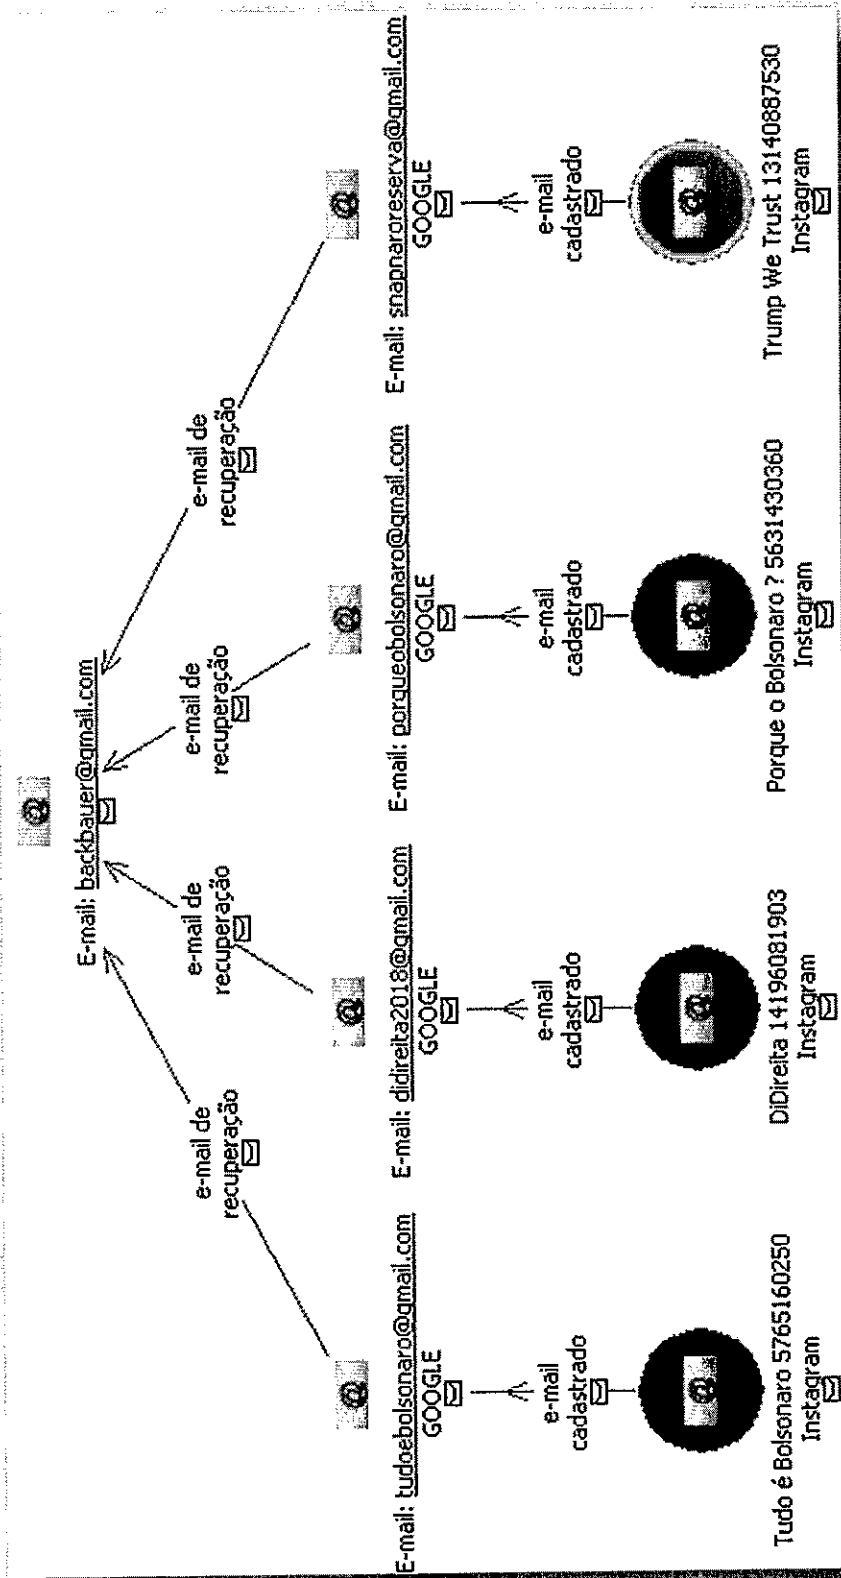 E-mail: backbauer@gmail.com
e-mail de
recuperação
e-mail de
recuperação
e-mail de
recuperação
e-mail de
recuperação
E-mail: tudoebolsonaro@gmail.com
GOOGLE
E-mail: didireita2018@gmail.com
GOOGLE
E-mail: porqueobolsonaro@gmail.com
GOOGLE
E-mail: snapnaroreserva@gmail.com
GOOGLE
e-mail
cadastrado
e-mail
cadastrado
e-mail
cadastrado
e-mail
cadastrado
Tudo é Bolsonaro 5765160250
Instagram
DiDireita 14196081903
Instagram
Porque o Bolsonaro ? 5631430360
Instagram
Trump We Trust 13140887530
Instagram